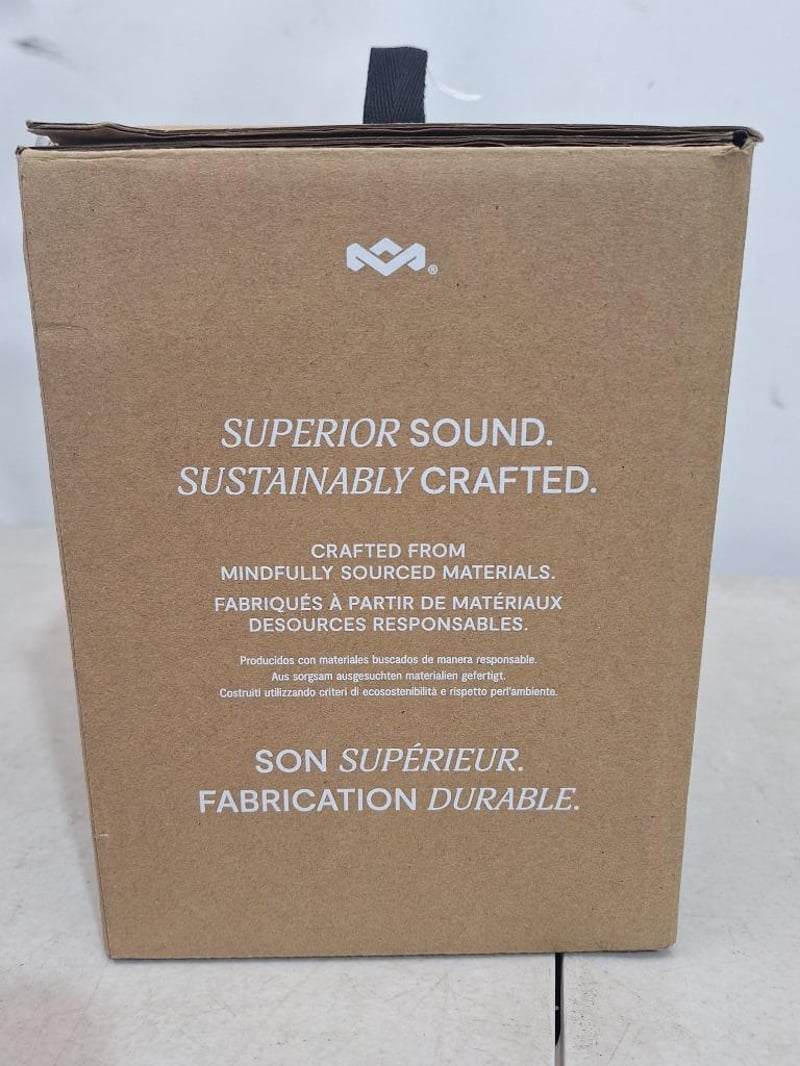 ®
SUPERIOR SOUND.
SUSTAINABLY CRAFTED.
CRAFTED FROM
MINDFULLY SOURCED MATERIALS.
FABRIQUÉS À PARTIR DE MATÉRIAUX
DESOURCES RESPONSABLES.
Producidos con materiales buscados de manera responsable.
Aus sorgsam ausgesuchten materialien gefertigt.
Costruiti utilizzando criteri di ecosostenibilità e rispetto perl'ambiente.
SON SUPÉRIEUR.
FABRICATION DURABLE.